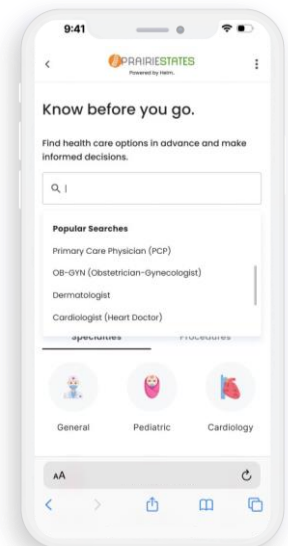 9:41
PRAIRIESTATES
Powered by Helm.
Know before you go.
Find health care options in advance and make
informed decisions.
Popular Searches
Primary Care Physician (PCP)
OB-GYN (Obstetrician-Gynecologist)
Dermatologist
Cardiologist (Heart Doctor)
Specialties Procedures
General Pediatric Cardiology
AA